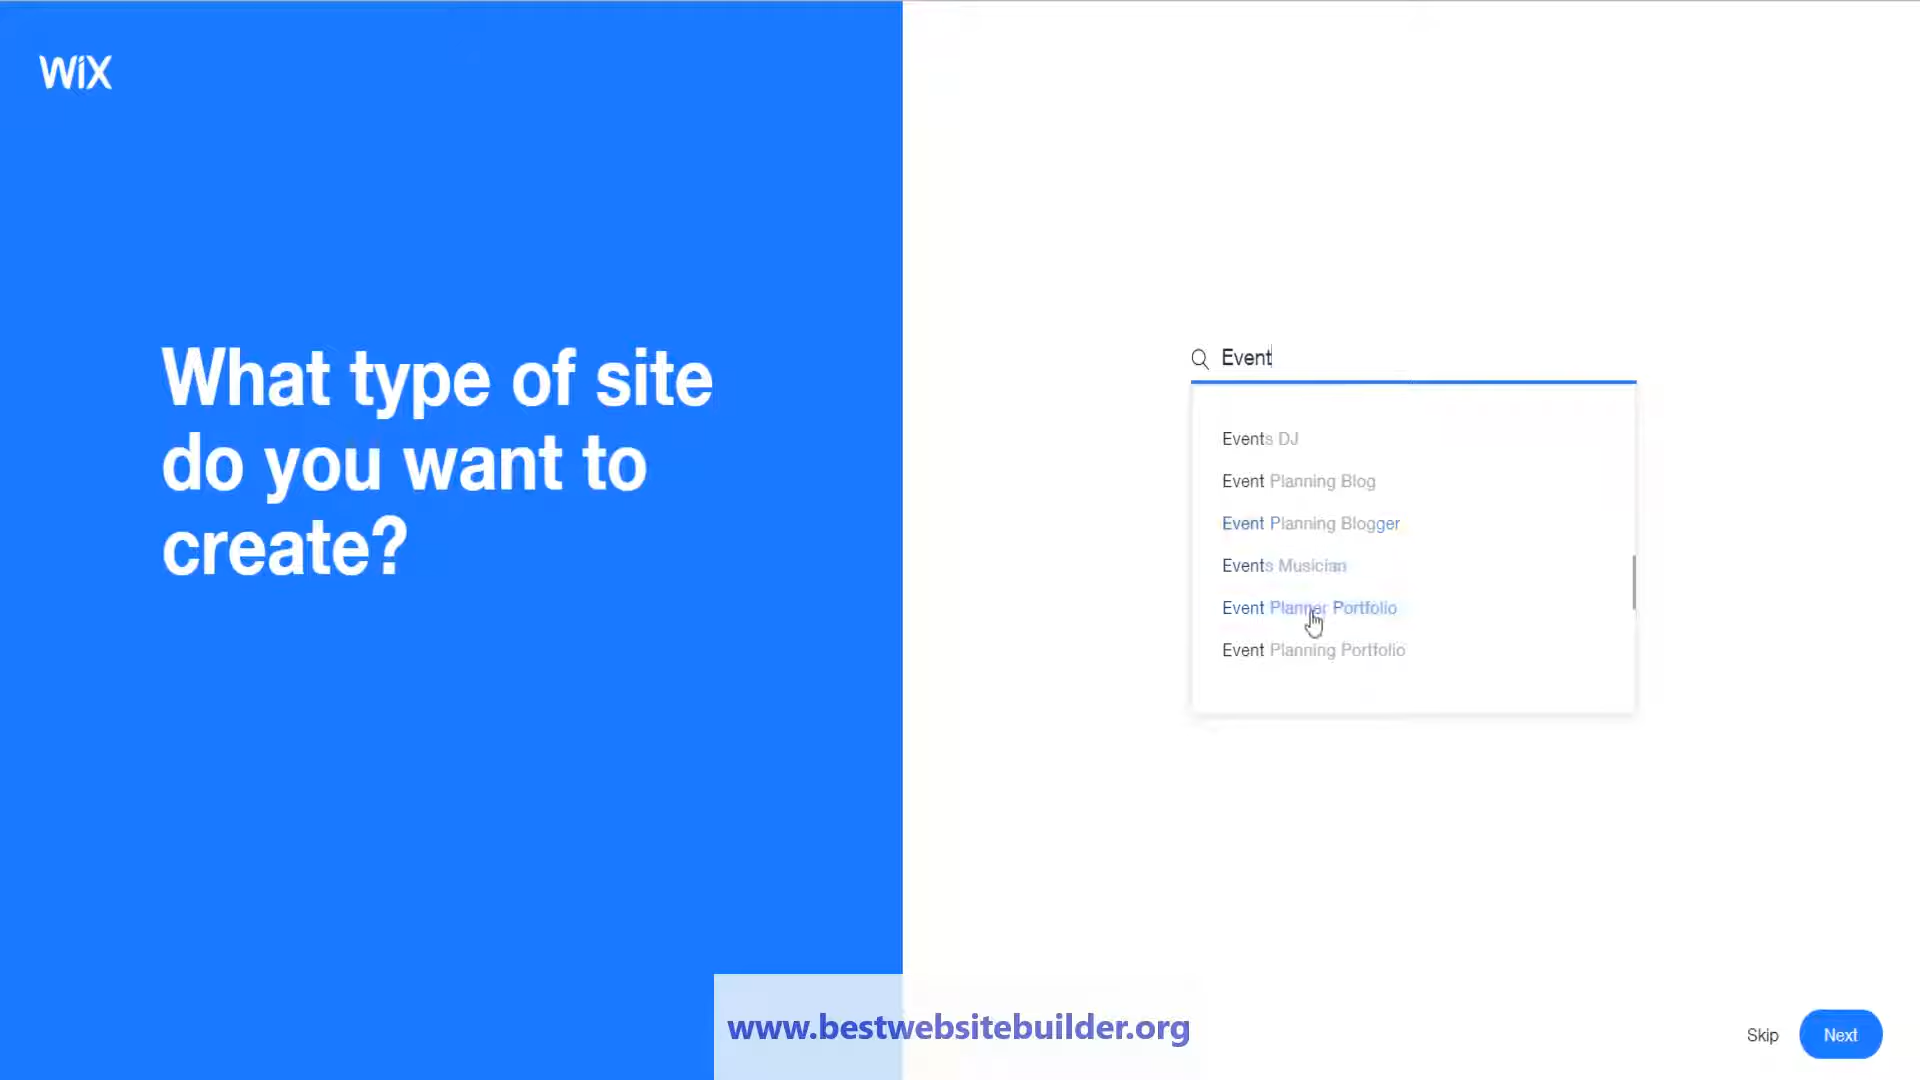 WiX
What type of site
do you want to
create?
Event
Events DJ
Event Planning Blog
Event Planning Blogger
Events Musician
Event Planner Portfolio
Event Planning Portfolio
www.bestwebsitebuilder.org
Skip
Next